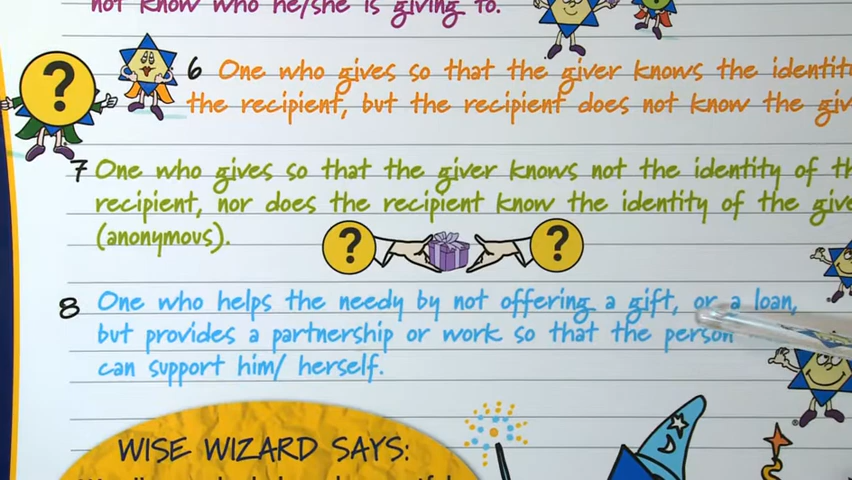 not know who he/she is giving to.
6 One who gives so that the giver knows the
the recipient, but the recipient does not know the
7 One who gives so that the giver knows not the identity of
recipient, nor does the recipient know the identity of the
(anonymous).
? ?
?
8 One who helps the needy by not offering a gift, or a loan,
but provides a partnership or work so that the person
can support him/ herself.
WISE WIZARD SAYS: